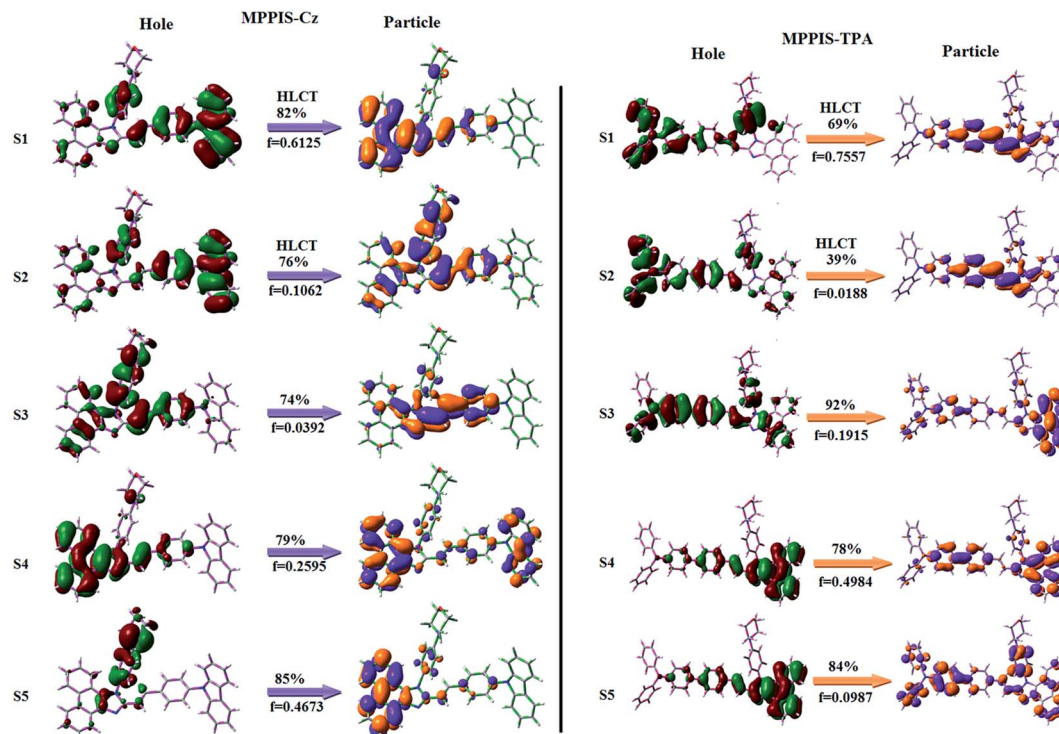 MPPIS-Cz
Hole
Particle
S1
HLCT
82%
f=0.6125
S2
HLCT
76%
f=0.1062
S3
74%
f=0.0392
S4
79%
f=0.2595
S5
85%
f=0.4673
MPPIS-TPA
Hole
Particle
S1
HLCT
69%
f=0.7557
S2
HLCT
39%
f=0.0188
S3
92%
f=0.1915
S4
78%
f=0.4984
S5
84%
f=0.0987